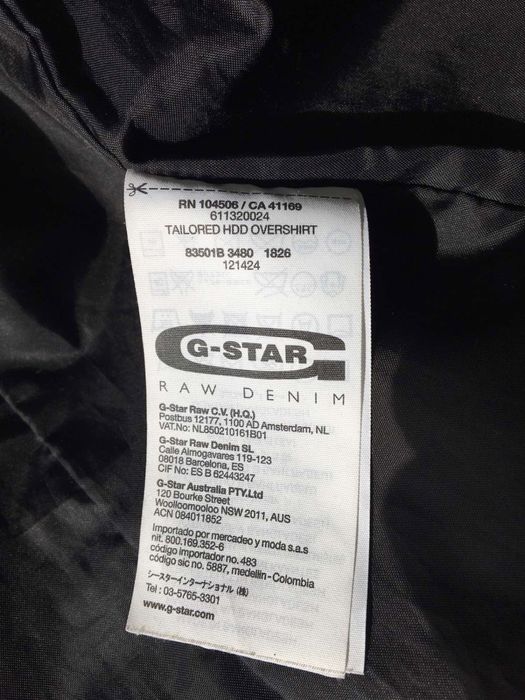 RN 104506 / CA 41169
611320024
TAILORED HDD OVERSHIRT
83501B 3480 1826
121424
G-STAR
RAW DENIM
G-Star Raw C.V. (H.Q.)
Postbus 12177, 1100 AD Amsterdam, NL
VAT.No: NL850210161B01
G-Star Raw Denim SL
Calle Almogavares 119-123
08018 Barcelona, ES
CIF No: ES B 62443247
G-Star Australia PTY.Ltd
120 Bourke Street
Woolloomooloo NSW 2011, AUS
ACN 084011852
Importado por mercadeo y moda s.a.s
nit. 800.169.352-6
código importador no. 483
código sic no. 5887, medellin-Colombia
ジースターインターナショナル (株)
Tel : 03-5765-3301
www.g-star.com